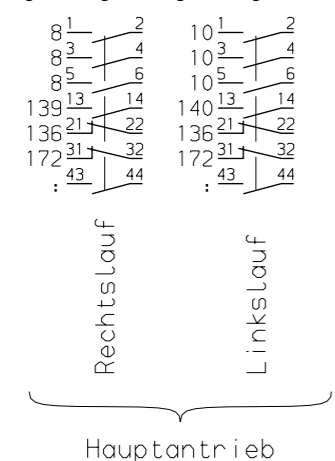 8 1 2 10 1 2
8 3 4 10 3 4
8 5 6 10 5 6
139 13 14 140 13 14
136 21 22 136 21 22
172 31 32 172 31 32
: 43 44 : 43 44
Rechtslauf
Linkslauf
Hauptantrieb